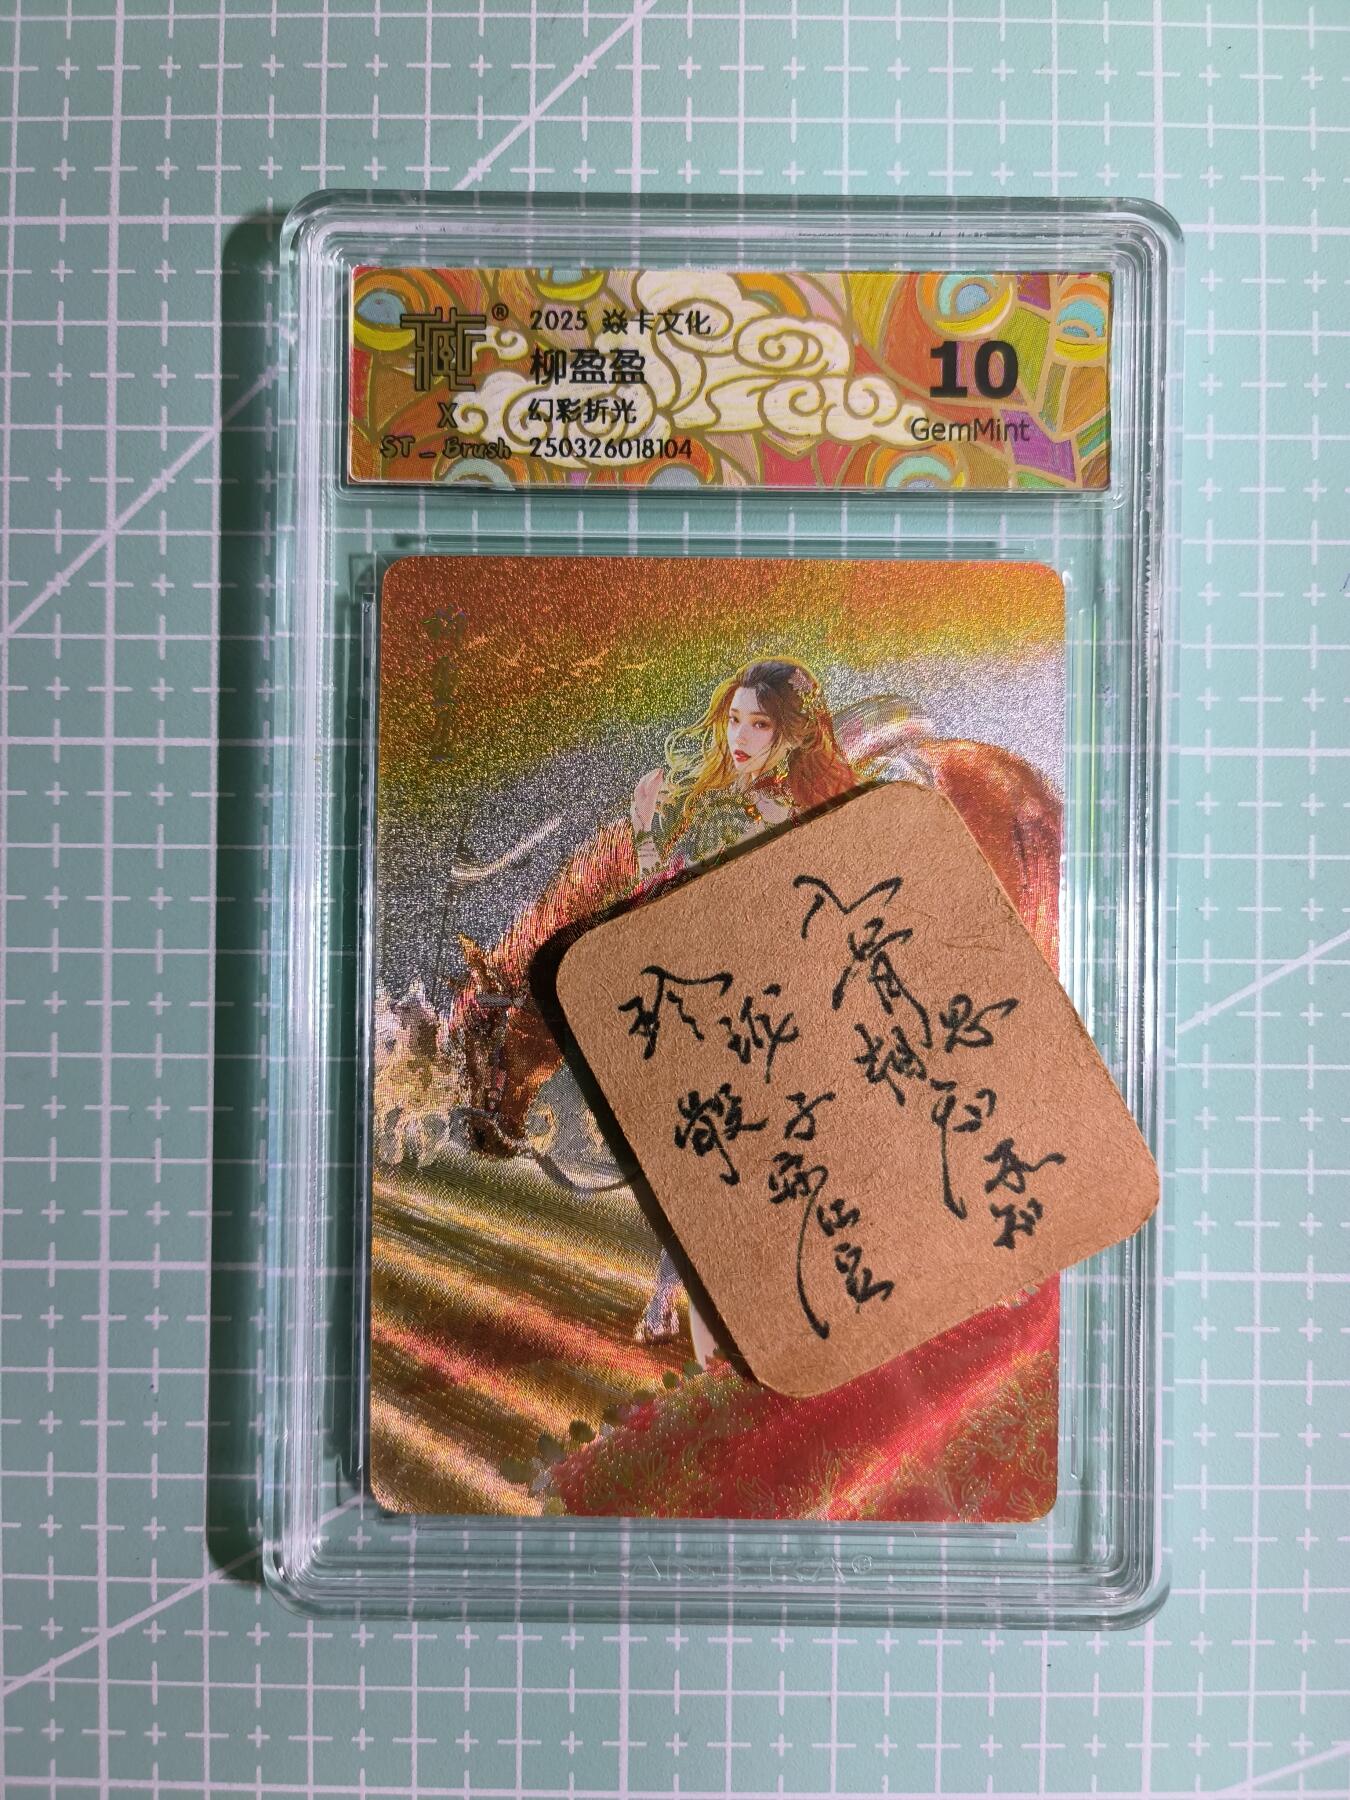 藏®
X
ST_Brush
2025 焱卡文化
柳盈盈
幻彩折光
250326018104
10
GemMint
玲珑骰子安红豆
入骨相思知不知